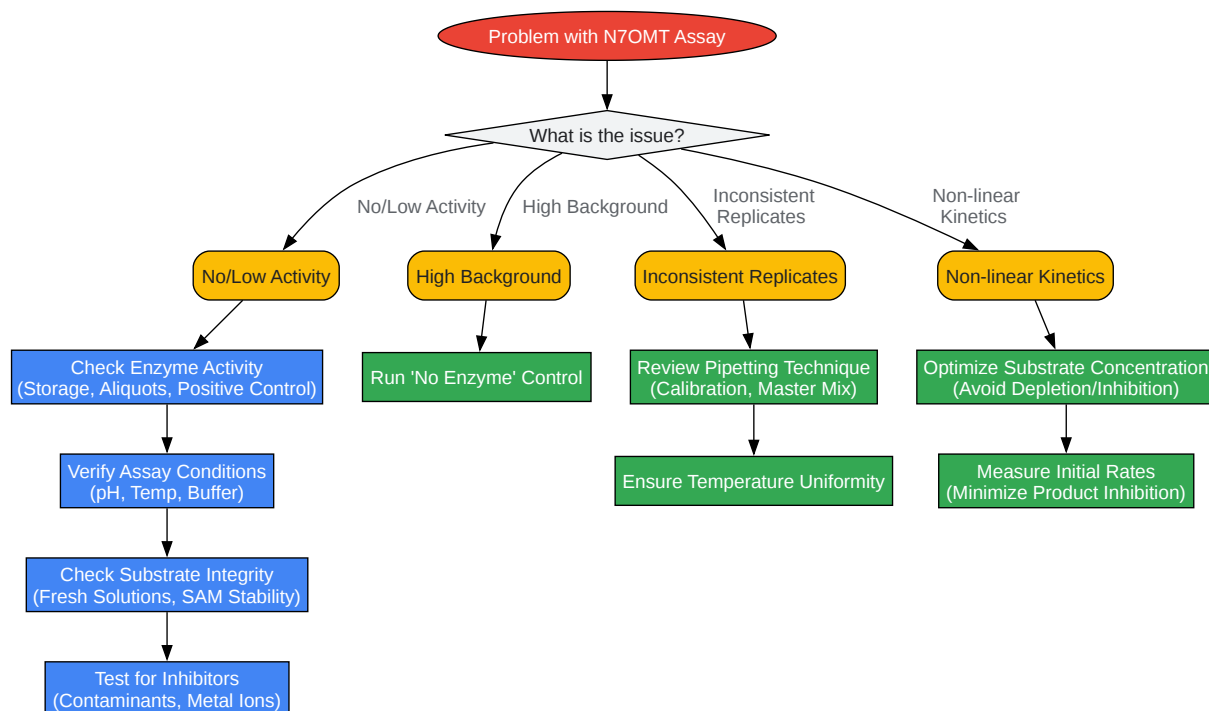 Problem with N7OMT Assay
What is the issue?
No/Low Activity
High Background
Inconsistent
Replicates
Non-linear
Kinetics
No/Low Activity
High Background
Inconsistent Replicates
Non-linear Kinetics
Check Enzyme Activity
(Storage, Aliquots, Positive Control)
Run 'No Enzyme' Control
Review Pipetting Technique
(Calibration, Master Mix)
Optimize Substrate Concentration
(Avoid Depletion/Inhibition)
Verify Assay Conditions
(pH, Temp, Buffer)
Ensure Temperature Uniformity
Measure Initial Rates
(Minimize Product Inhibition)
Check Substrate Integrity
(Fresh Solutions, SAM Stability)
Test for Inhibitors
(Contaminants, Metal Ions)